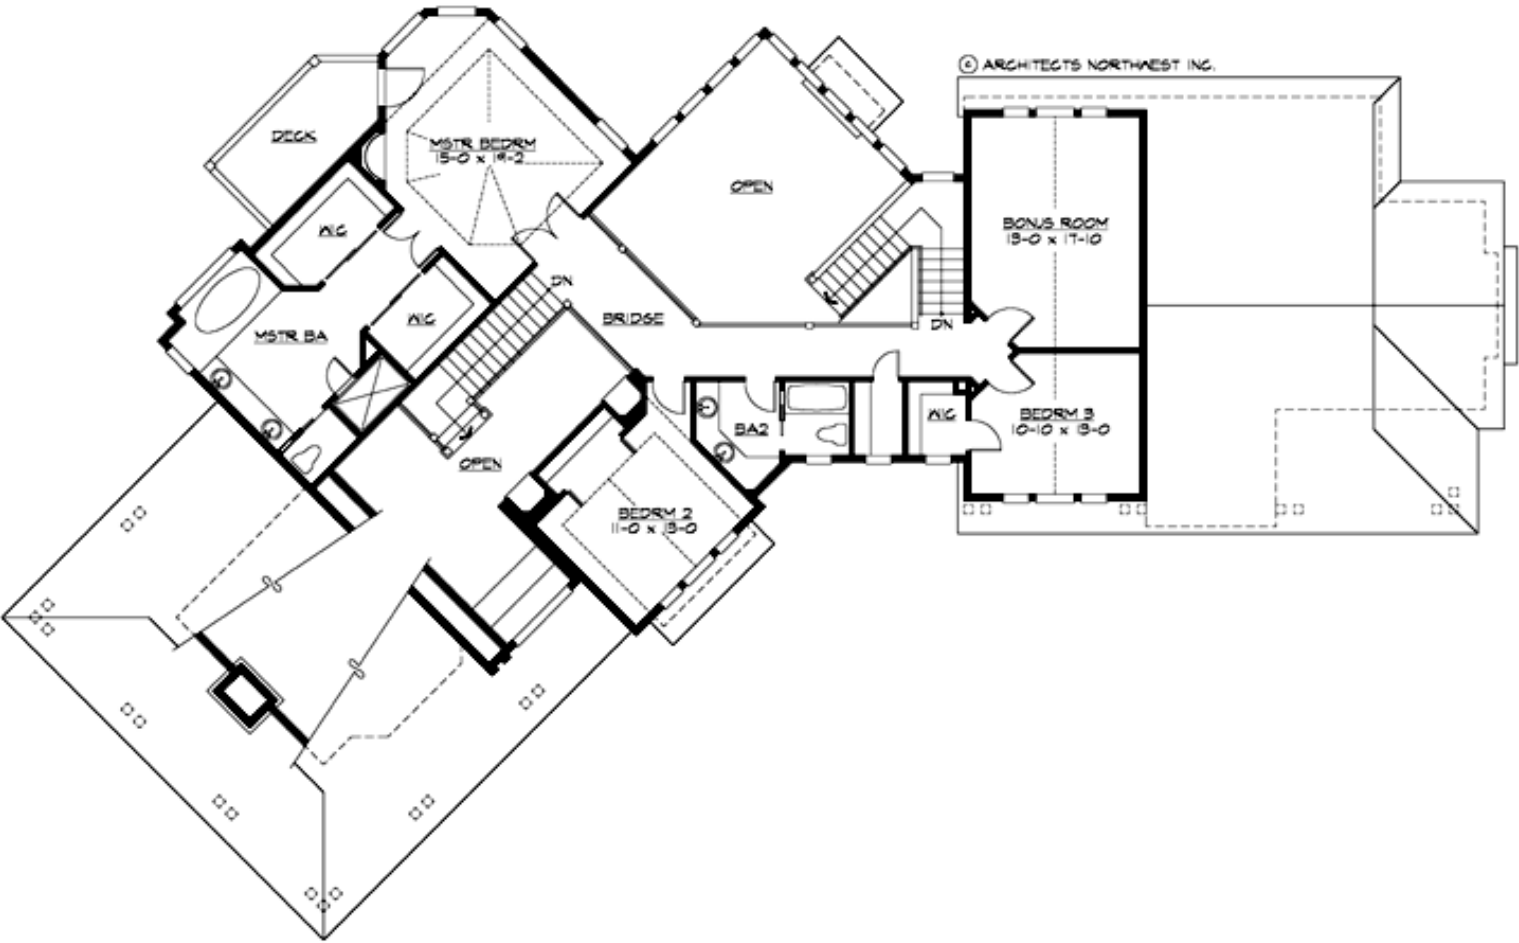 © ARCHITECTS NORTHWEST INC.
DECK
MSTR BEDRM
15-0 x 19-2
OPEN
WIC
BONUS ROOM
13-0 x 17-10
DN
WIC
BRIDGE
DN
MSTR BA
WIC
BEDRM 3
10-10 x 13-0
BA2
OPEN
BEDRM 2
11-0 x 13-0